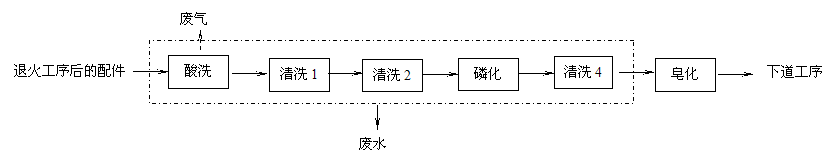 废气
退火工序后的配件
酸洗
清洗 1
清洗 2
磷化
清洗 4
皂化
下道工序
废水